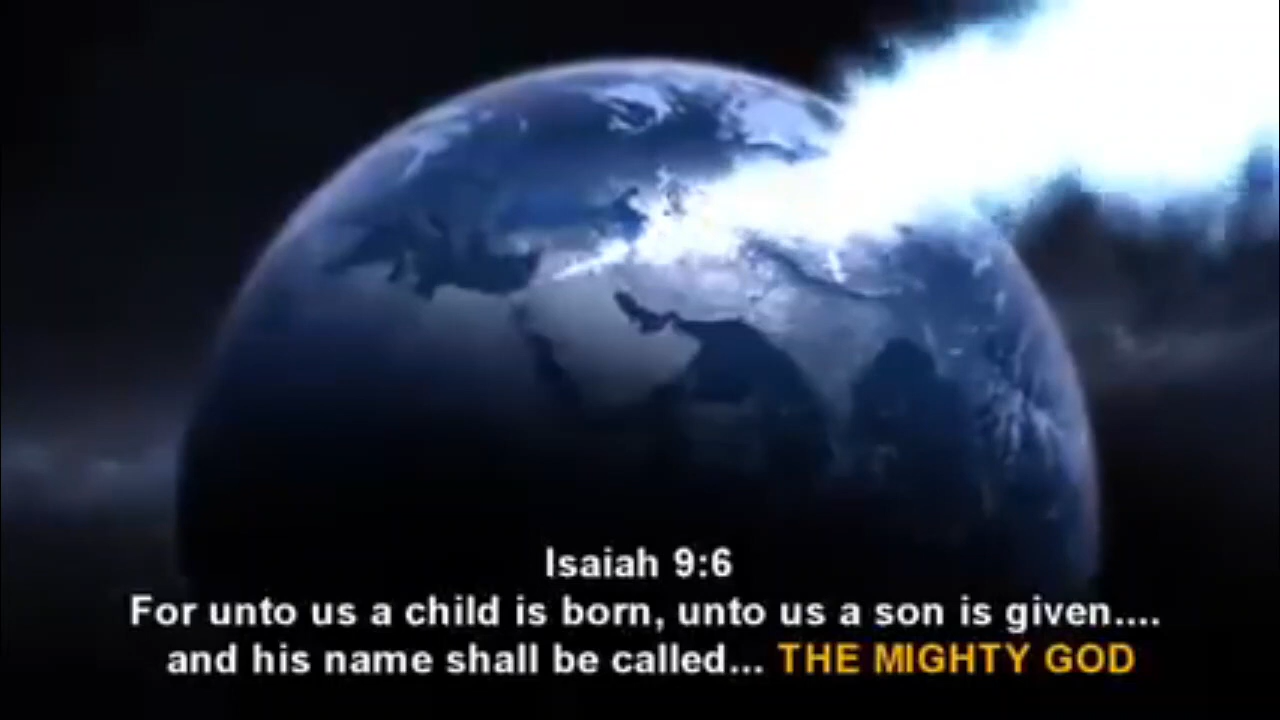 Isaiah 9:6
For unto us a child is born, unto us a son is given....
and his name shall be called... THE MIGHTY GOD